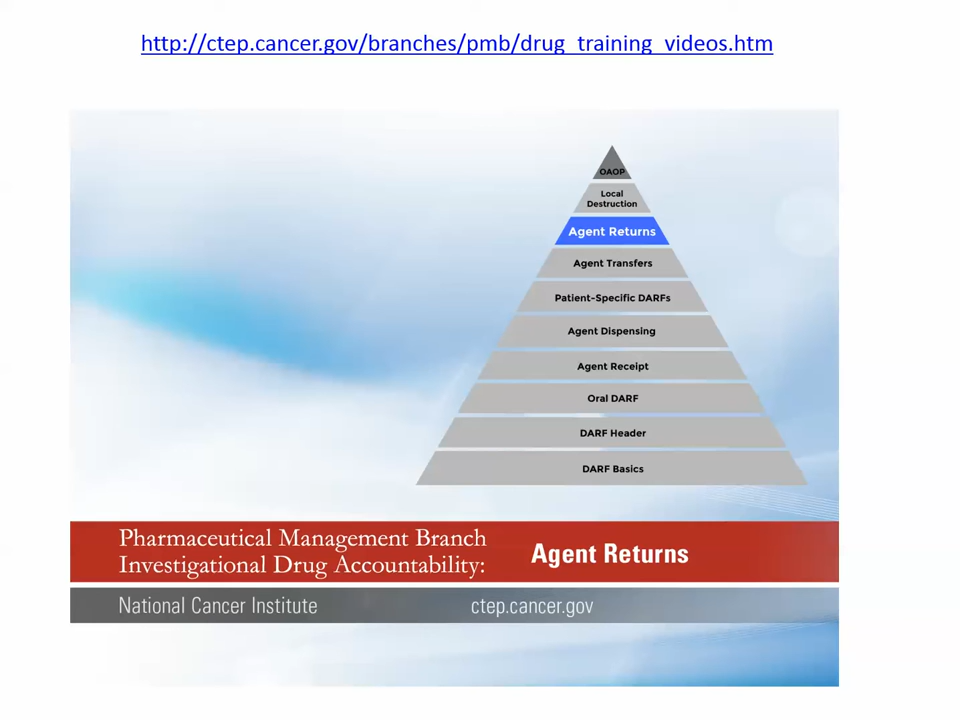 http://ctep.cancer.gov/branches/pmb/drug_training_videos.htm
OAOP
Local
Destruction
Agent Returns
Agent Transfers
Patient-Specific DARFs
Agent Dispensing
Agent Receipt
Oral DARF
DARF Header
DARF Basics
Pharmaceutical Management Branch
Investigational Drug Accountability:
Agent Returns
National Cancer Institute
ctep.cancer.gov